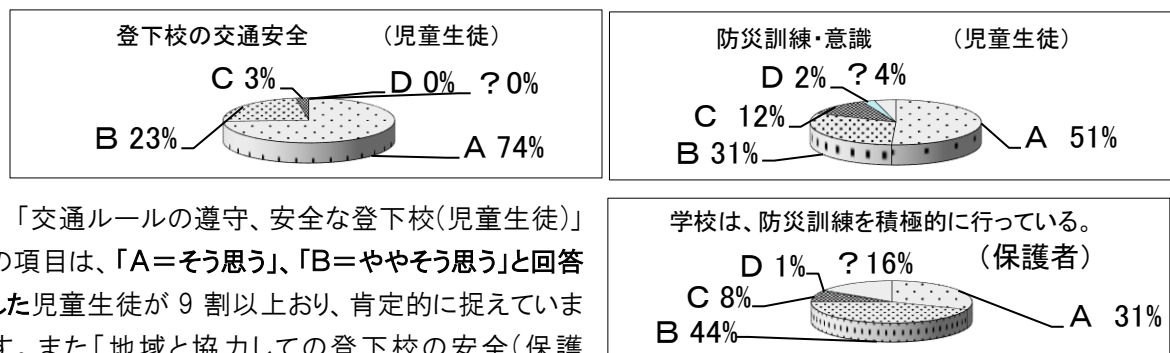 登下校の交通安全 (児童生徒)
C 3% D 0% ? 0%
B 23% A 74%
防災訓練・意識 (児童生徒)
D 2% ? 4%
C 12%
B 31% A 51%
「交通ルールの遵守、安全な登下校(児童生徒)」
の項目は、「A=そう思う」、「B=ややそう思う」と回答
した児童生徒が 9 割以上おり、肯定的に捉えていま
す。また「地域と協力しての登下校の安全(保護
学校は、防災訓練を積極的に行っている。
(保護者)
D 1% ? 16%
C 8%
B 44% A 31%